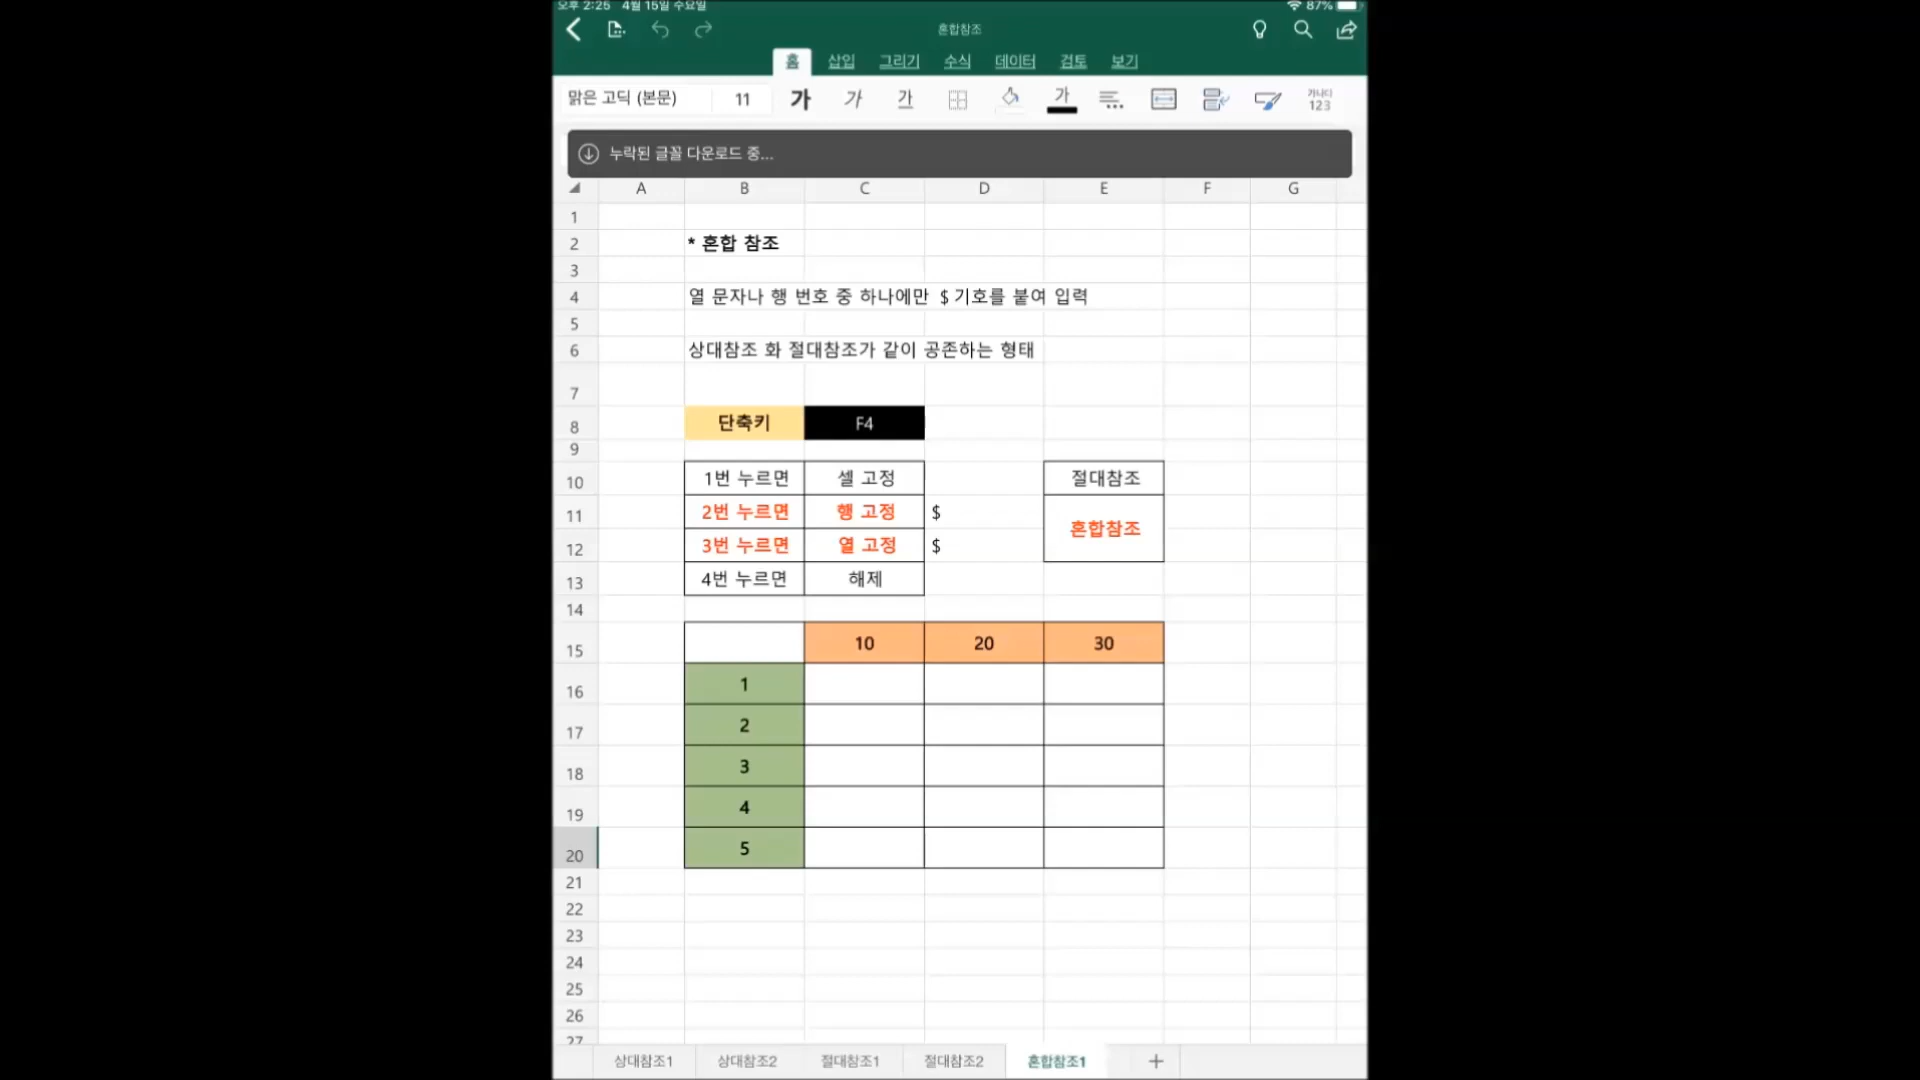 오후 2:25 4월 15일 수요일 87%
혼합참조
홈 삽입 그리기 수식 데이터 검토 보기
맑은 고딕 (본문) 11 가 가 가 가 가나다 123
누락된 글꼴 다운로드 중...
A B C D E F G
1
2 * 혼합 참조
3
4 열 문자나 행 번호 중 하나에만 $ 기호를 붙여 입력
5
6 상대참조 화 절대참조가 같이 공존하는 형태
7
8 단축키 F4
9
10 1번 누르면 셀 고정 절대참조
11 2번 누르면 행 고정 $
혼합참조
12 3번 누르면 열 고정 $
13 4번 누르면 해제
14
15 10 20 30
16 1
17 2
18 3
19 4
20 5
21
22
23
24
25
26
27
상대참조1 상대참조2 절대참조1 절대참조2 혼합참조1